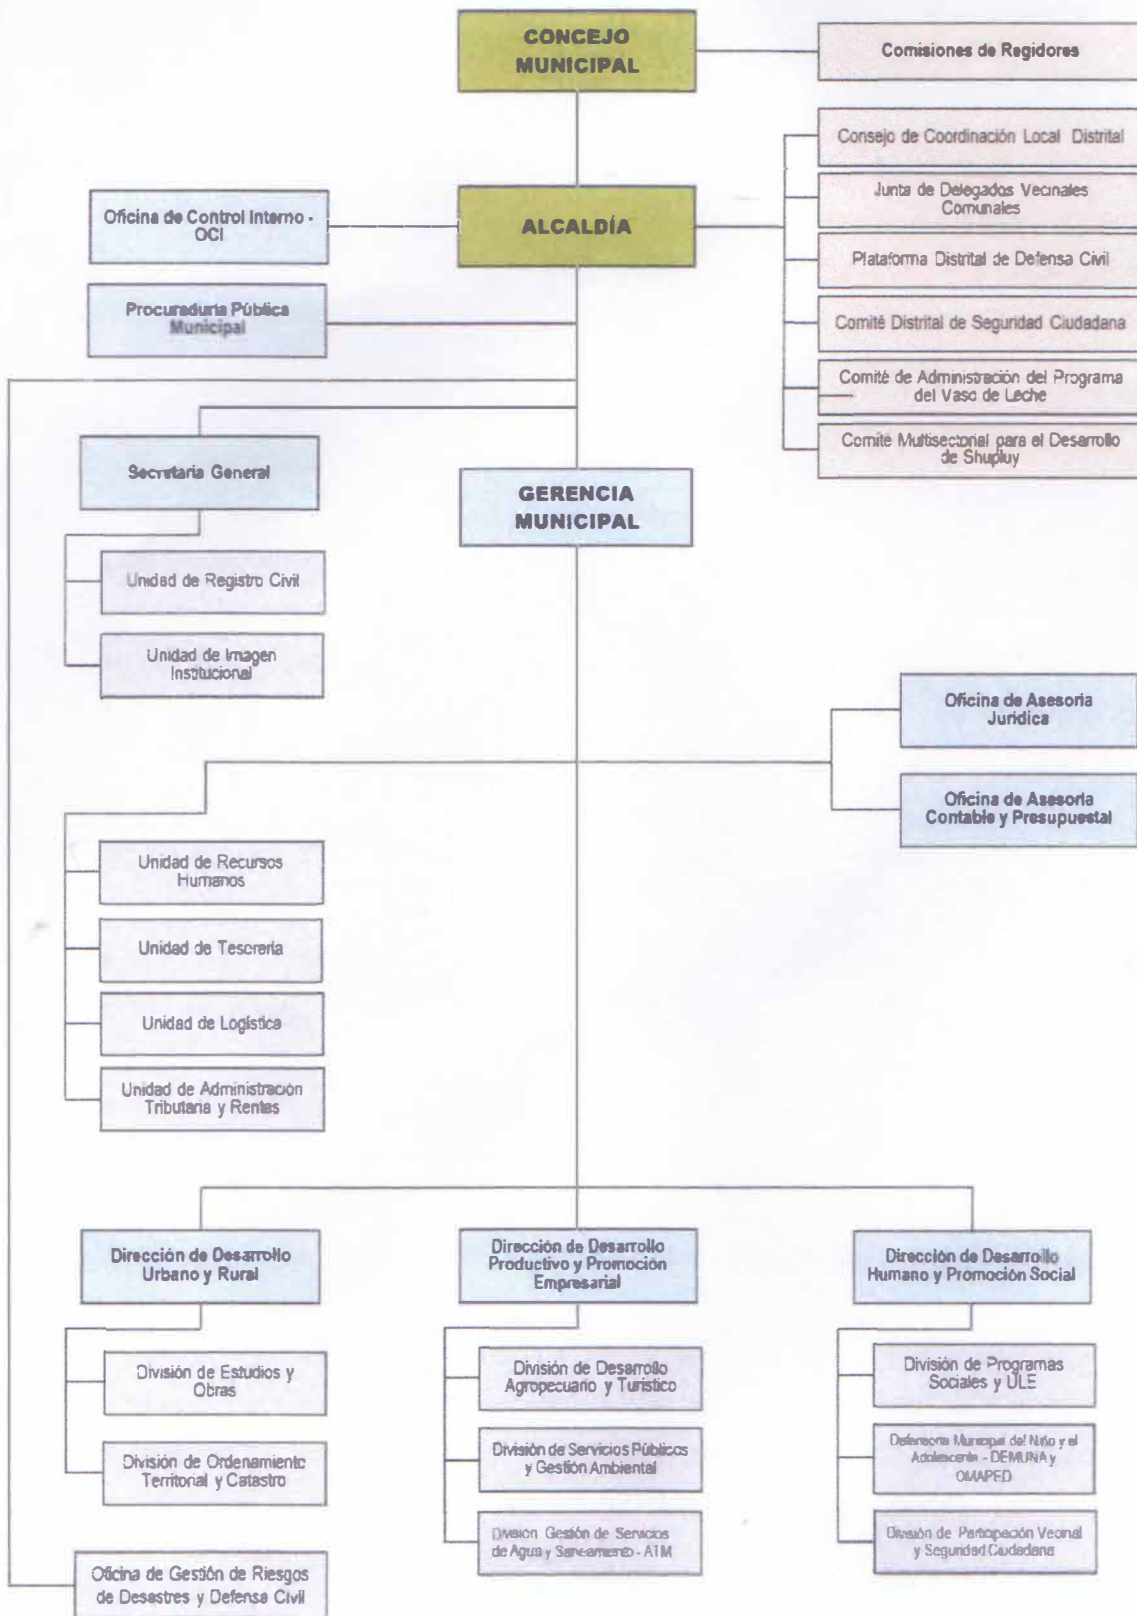 CONCEJO
MUNICIPAL
Comisiones de Regidores
Consejo de Coordinación Local Distrital
Junta de Delegados Vecinales
Comunales
Oficina de Control Interno -
OCI
ALCALDÍA
Plataforma Distrital de Defensa Civil
Procuraduria Pública
Municipal
Comité Distrital de Seguridad Ciudadana
Comité de Administración del Programa
del Vaso de Leche
Comité Multisectorial para el Desarrollo
de Shupluy
Secretaria General
GERENCIA
MUNICIPAL
Unidad de Registro Civil
Unidad de Imagen
Institucional
Oficina de Asesoria
Jurídica
Oficina de Asesoria
Contable y Presupuestal
Unidad de Recursos
Humanos
Unidad de Tesorería
Unidad de Logística
Unidad de Administración
Tributaria y Rentas
Dirección de Desarrollo
Urbano y Rural
Dirección de Desarrollo
Productivo y Promoción
Empresarial
Dirección de Desarrollo
Humano y Promoción Social
División de Estudios y
Obras
División de Ordenamiento
Territorial y Catastro
Oficina de Gestión de Riesgos
de Desastres y Defensa Civil
División de Desarrollo
Agropecuario y Turístico
División de Servicios Públicos
y Gestión Ambiental
División Gestión de Servicios
de Agua y Saneamiento - ATM
División de Programas
Sociales y ULE
Defensoria Municipal del Niño y el
Adolescente - DEMUNA y
OMAPED
División de Participación Vecinal
y Seguridad Ciudadana